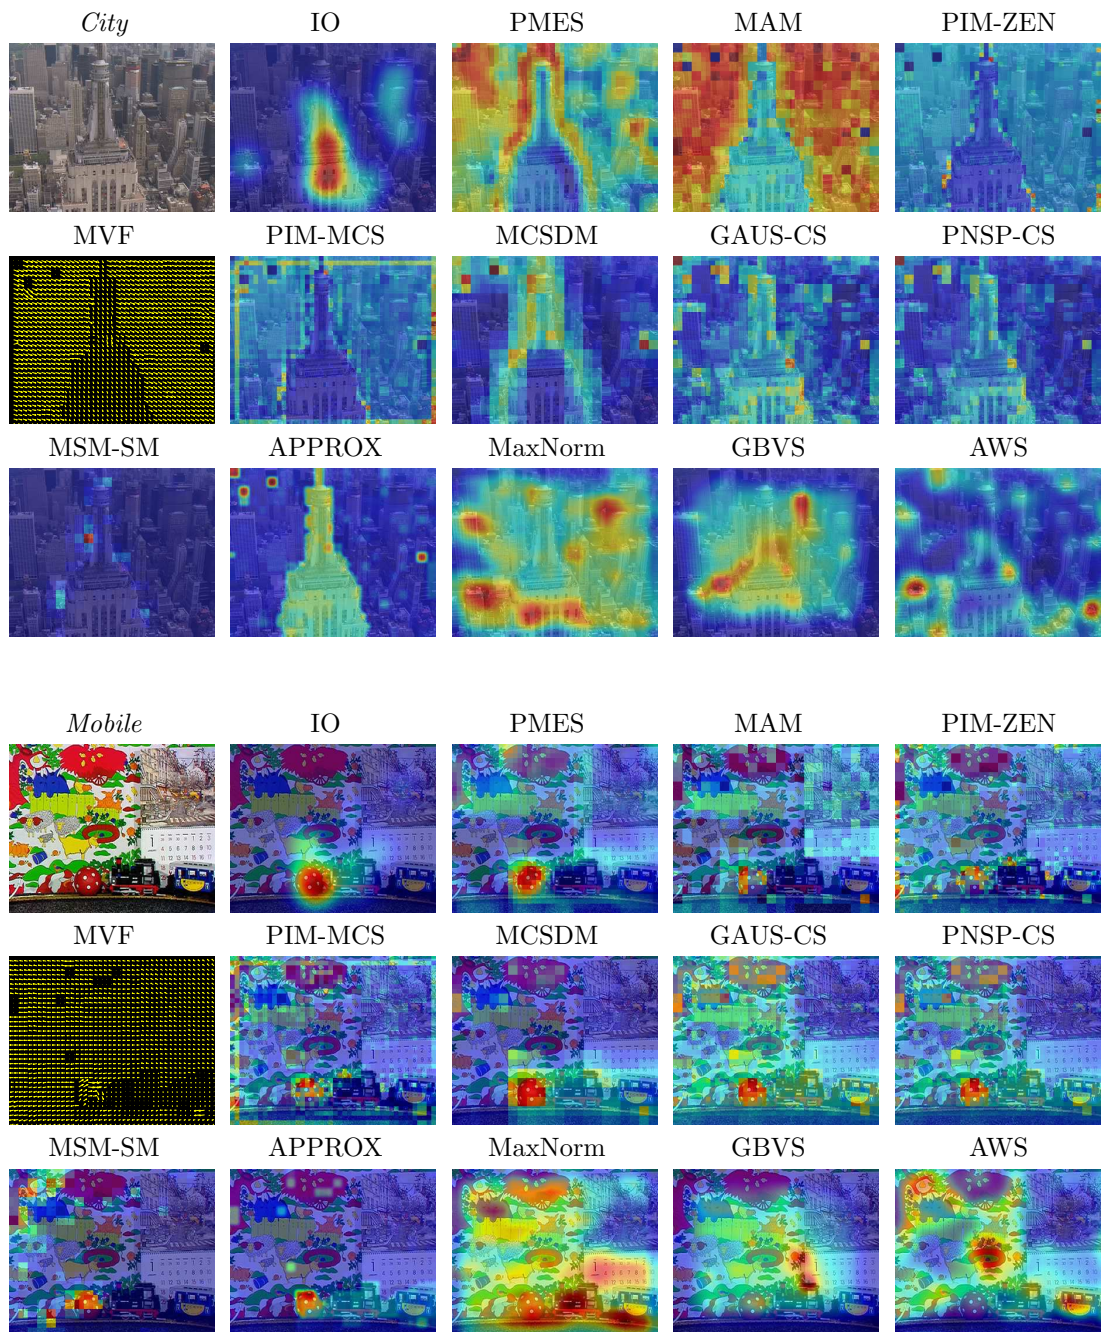 City IO PMES MAM PIM-ZEN
MVF PIM-MCS MCSDM GAUS-CS PNSP-CS
MSM-SM APPROX MaxNorm GBVS AWS
Mobile IO PMES MAM PIM-ZEN
MVF PIM-MCS MCSDM GAUS-CS PNSP-CS
MSM-SM APPROX MaxNorm GBVS AWS